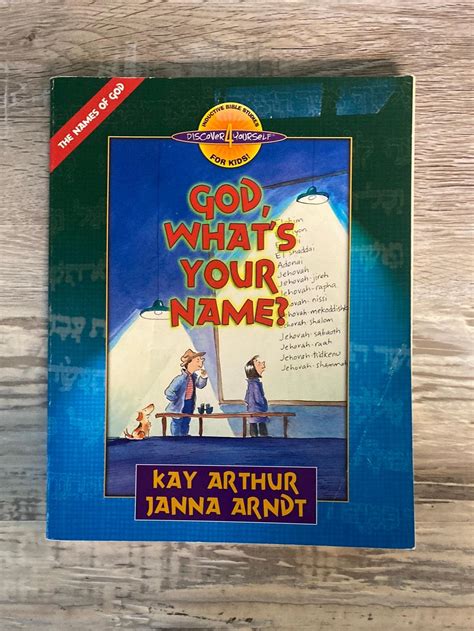 THE NAMES OF GOD
INDUCTIVE BIBLE STUDIES
DISCOVER 4 YOURSELF
FOR KIDS!
GOD,
WHAT'S
YOUR
NAME?
El Shaddai
Adonai
Jehovah
Jehovah-jireh
Jehovah-rapha
Jehovah-nissi
Jehovah-mekoddishkem
Jehovah-shalom
Jehovah-sabaoth
Jehovah-raah
Jehovah-tsidkenu
Jehovah-shammah
KAY ARTHUR
JANNA ARNDT